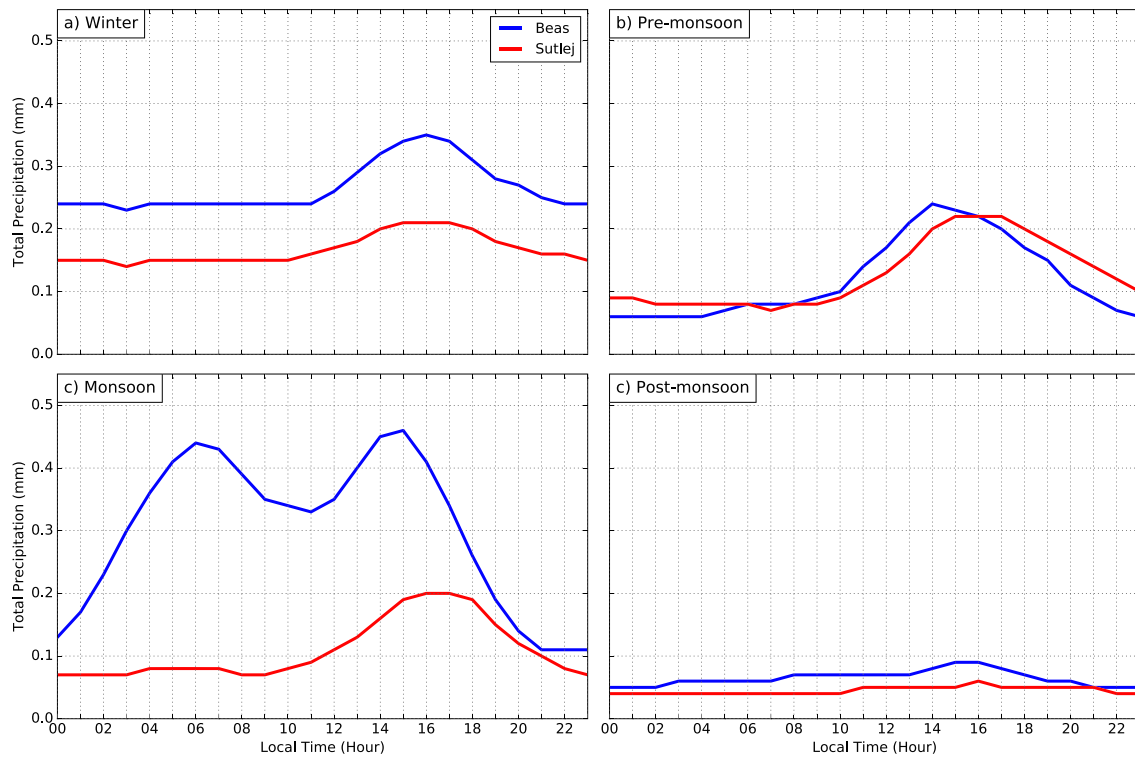 a) Winter
Beas
Sutlej
b) Pre-monsoon
0.5
0.4
0.3
0.2
0.1
0.0
Total Precipitation (mm)
c) Monsoon
c) Post-monsoon
0.5
0.4
0.3
0.2
0.1
0.0
Total Precipitation (mm)
00 02 04 06 08 10 12 14 16 18 20 22
00 02 04 06 08 10 12 14 16 18 20 22
Local Time (Hour)
Local Time (Hour)